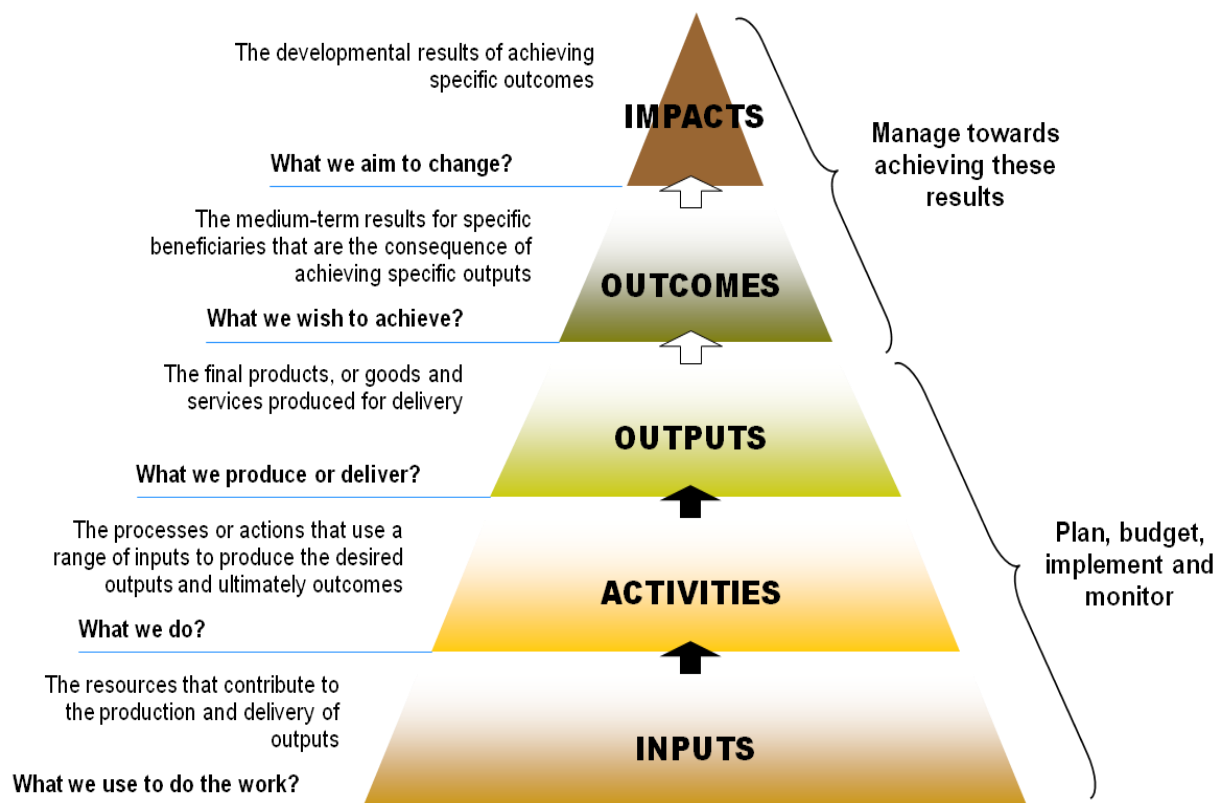 The developmental results of achieving
specific outcomes
IMPACTS
What we aim to change?
Manage towards
achieving these
results
The medium-term results for specific
beneficiaries that are the consequence of
achieving specific outputs
OUTCOMES
What we wish to achieve?
The final products, or goods and
services produced for delivery
OUTPUTS
What we produce or deliver?
The processes or actions that use a
range of inputs to produce the desired
outputs and ultimately outcomes
ACTIVITIES
What we do?
Plan, budget,
implement and
monitor
The resources that contribute to
the production and delivery of
outputs
INPUTS
What we use to do the work?